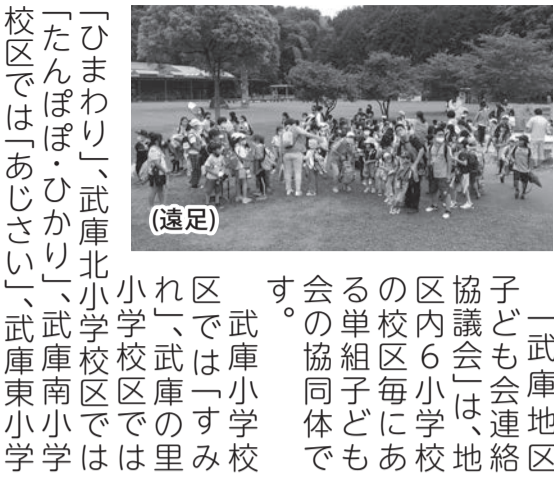 (遠足)
「武庫地区
子ども会連絡
協議会」は、地
区内6小学校
の校区毎にあ
る単組子ども
会の協同体で
す。
武庫小学校
区では「すみ
れ」、武庫の里
小学校区では
「ひまわり」、武庫北小学校区では
「たんぽぽ・ひかり」、武庫南小学
校区では「あじさい」、武庫東小学